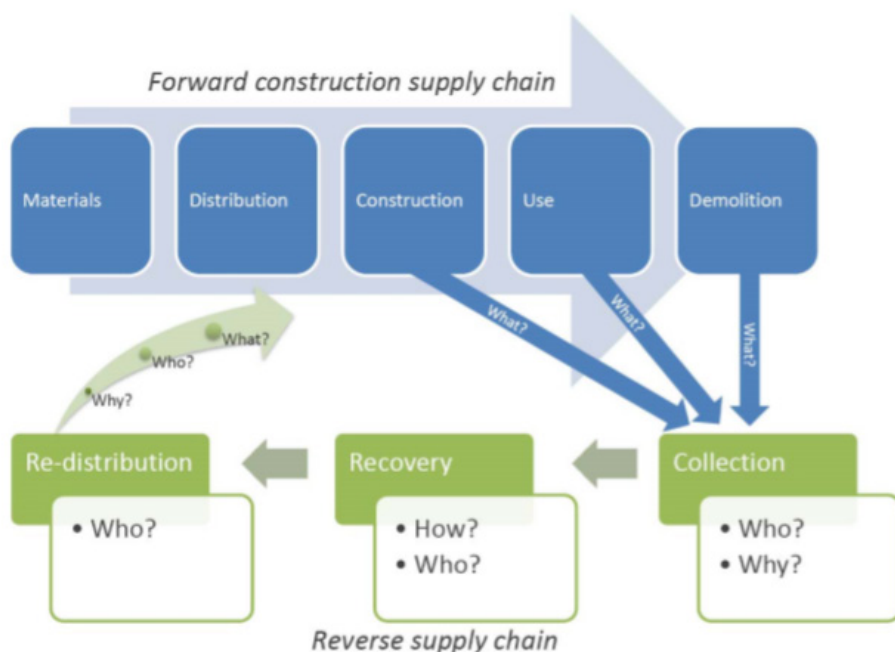 Forward construction supply chain
Materials
Distribution
Construction
Use
Demolition
What?
What?
What?
What?
Who?
Why?
Re-distribution
• Who?
Recovery
• How?
• Who?
Collection
• Who?
• Why?
Reverse supply chain